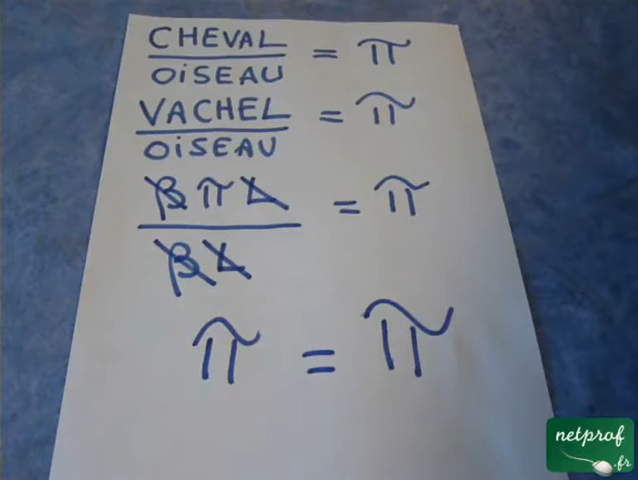 CHEVAL
OiSEAU = π
VACHEL
OiSEAU = π
β π Δ
β Δ = π
π = π
netprof
.fr